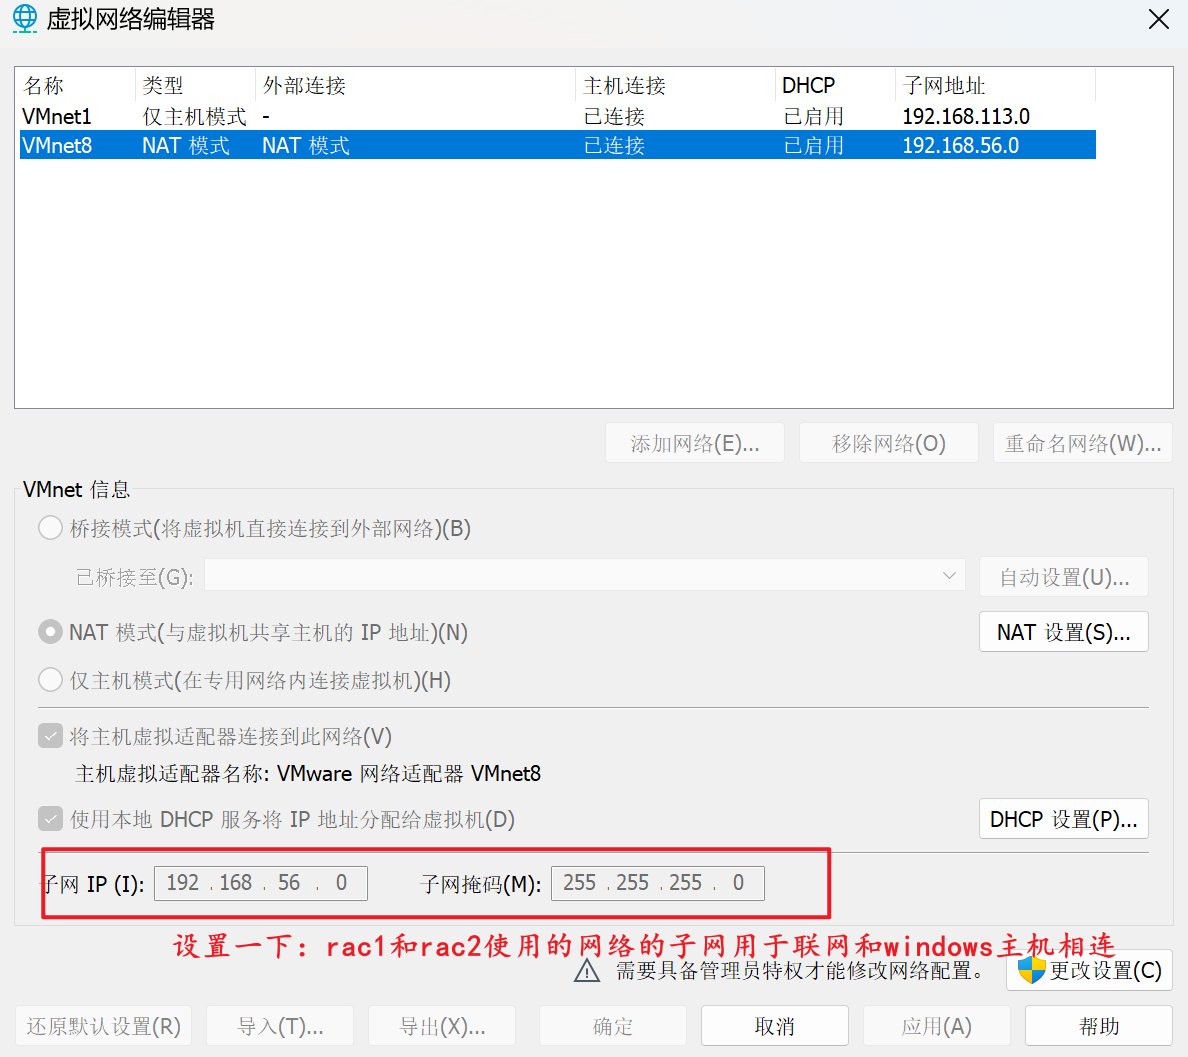 虚拟网络编辑器
名称 类型 外部连接 主机连接 DHCP 子网地址
VMnet1 仅主机模式 - 已连接 已启用 192.168.113.0
VMnet8 NAT 模式 NAT 模式 已连接 已启用 192.168.56.0
添加网络(E)... 移除网络(O) 重命名网络(W)...
VMnet 信息
桥接模式(将虚拟机直接连接到外部网络)(B)
已桥接至(G): 自动设置(U)...
NAT 模式(与虚拟机共享主机的 IP 地址)(N) NAT 设置(S)...
仅主机模式(在专用网络内连接虚拟机)(H)
将主机虚拟适配器连接到此网络(V)
主机虚拟适配器名称: VMware 网络适配器 VMnet8
使用本地 DHCP 服务将 IP 地址分配给虚拟机(D) DHCP 设置(P)...
子网 IP (I): 192 . 168 . 56 . 0 子网掩码(M): 255 . 255 . 255 . 0
设置一下：rac1和rac2使用的网络的子网用于联网和windows主机相连
需要具备管理员特权才能修改网络配置。 更改设置(C)
还原默认设置(R) 导入(T)... 导出(X)... 确定 取消 应用(A) 帮助